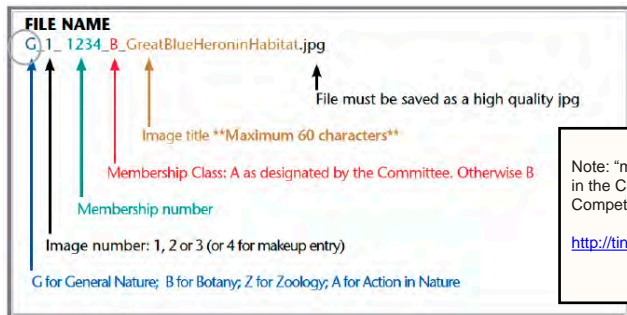 FILE NAME
G_1_ 1234_B_GreatBlueHeroninHabitat.jpg
File must be saved as a high quality jpg
Image title **Maximum 60 characters**
Membership Class: A as designated by the Committee. Otherwise B
Membership number
Image number: 1, 2 or 3 (or 4 for makeup entry)
G for General Nature; B for Botany; Z for Zoology; A for Action in Nature
Note: “m
in the C
Compet
http://tin